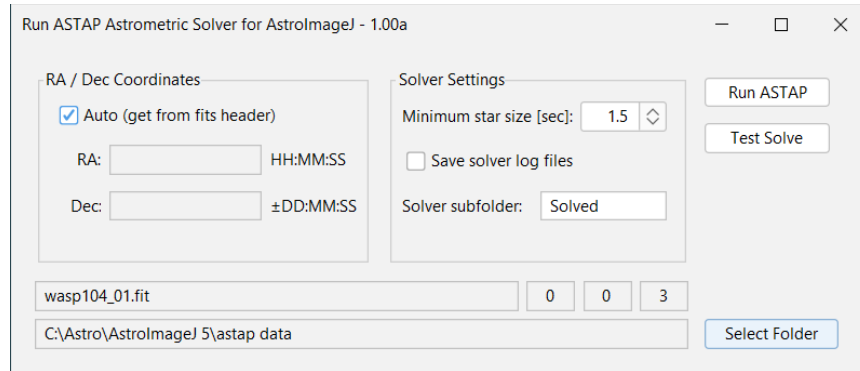 Run ASTAP Astrometric Solver for AstroImageJ - 1.00a
RA / Dec Coordinates
Auto (get from fits header)
RA: HH:MM:SS
Dec: ±DD:MM:SS
Solver Settings
Minimum star size [sec]: 1.5
Save solver log files
Solver subfolder: Solved
Run ASTAP
Test Solve
wasp104_01.fit 0 0 3
C:\Astro\AstroImageJ 5\astap data
Select Folder